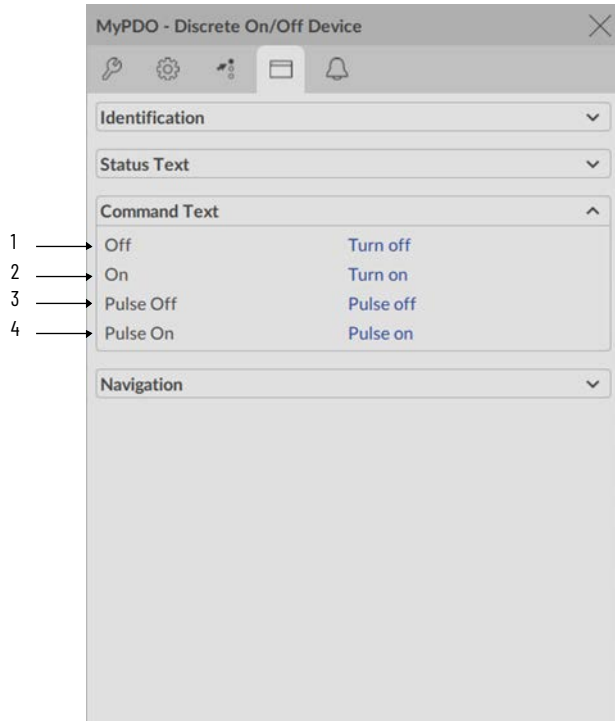 MyPDO - Discrete On/Off Device
Identification
Status Text
Command Text
1 Off Turn off
2 On Turn on
3 Pulse Off Pulse off
4 Pulse On Pulse on
Navigation